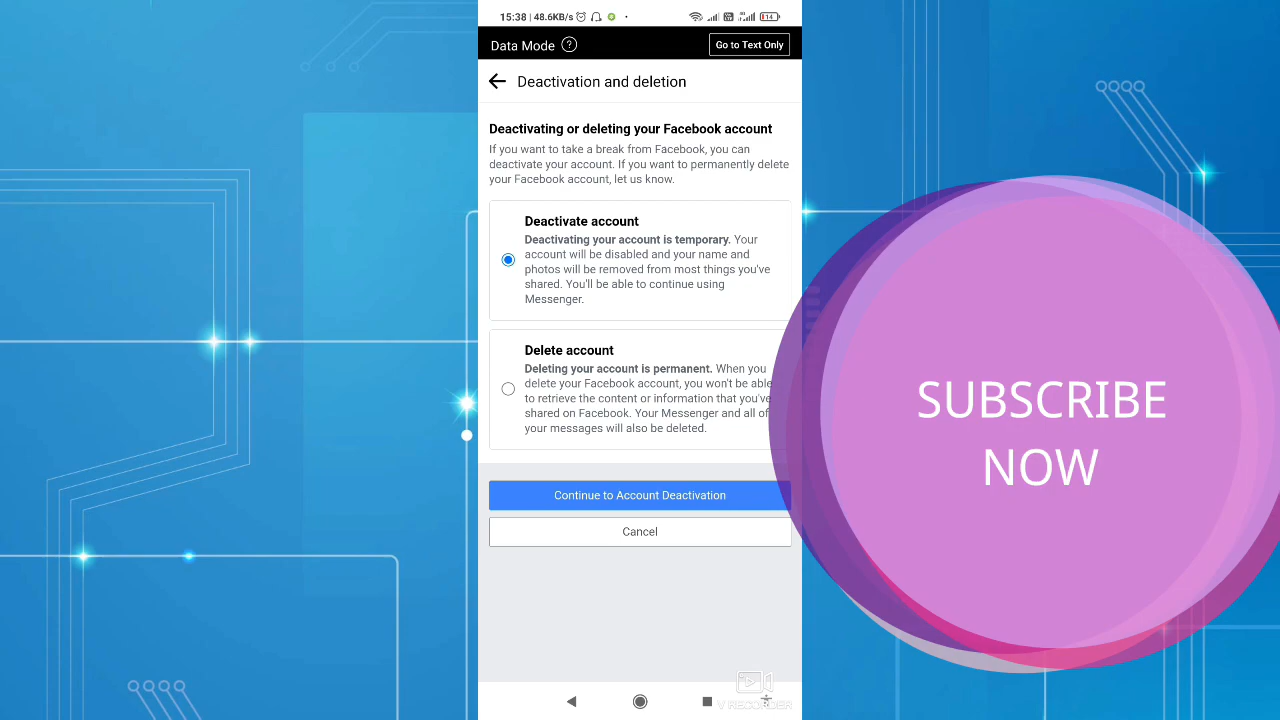 15:38 | 48.6KB/s
14
Data Mode ?
Go to Text Only
Deactivation and deletion
Deactivating or deleting your Facebook account
If you want to take a break from Facebook, you can
deactivate your account. If you want to permanently delete
your Facebook account, let us know.
Deactivate account
Deactivating your account is temporary. Your
account will be disabled and your name and
photos will be removed from most things you've
shared. You'll be able to continue using
Messenger.
Delete account
Deleting your account is permanent. When you
delete your Facebook account, you won't be able
to retrieve the content or information that you've
shared on Facebook. Your Messenger and all of
your messages will also be deleted.
Continue to Account Deactivation
Cancel
SUBSCRIBE
NOW
V RECORDER